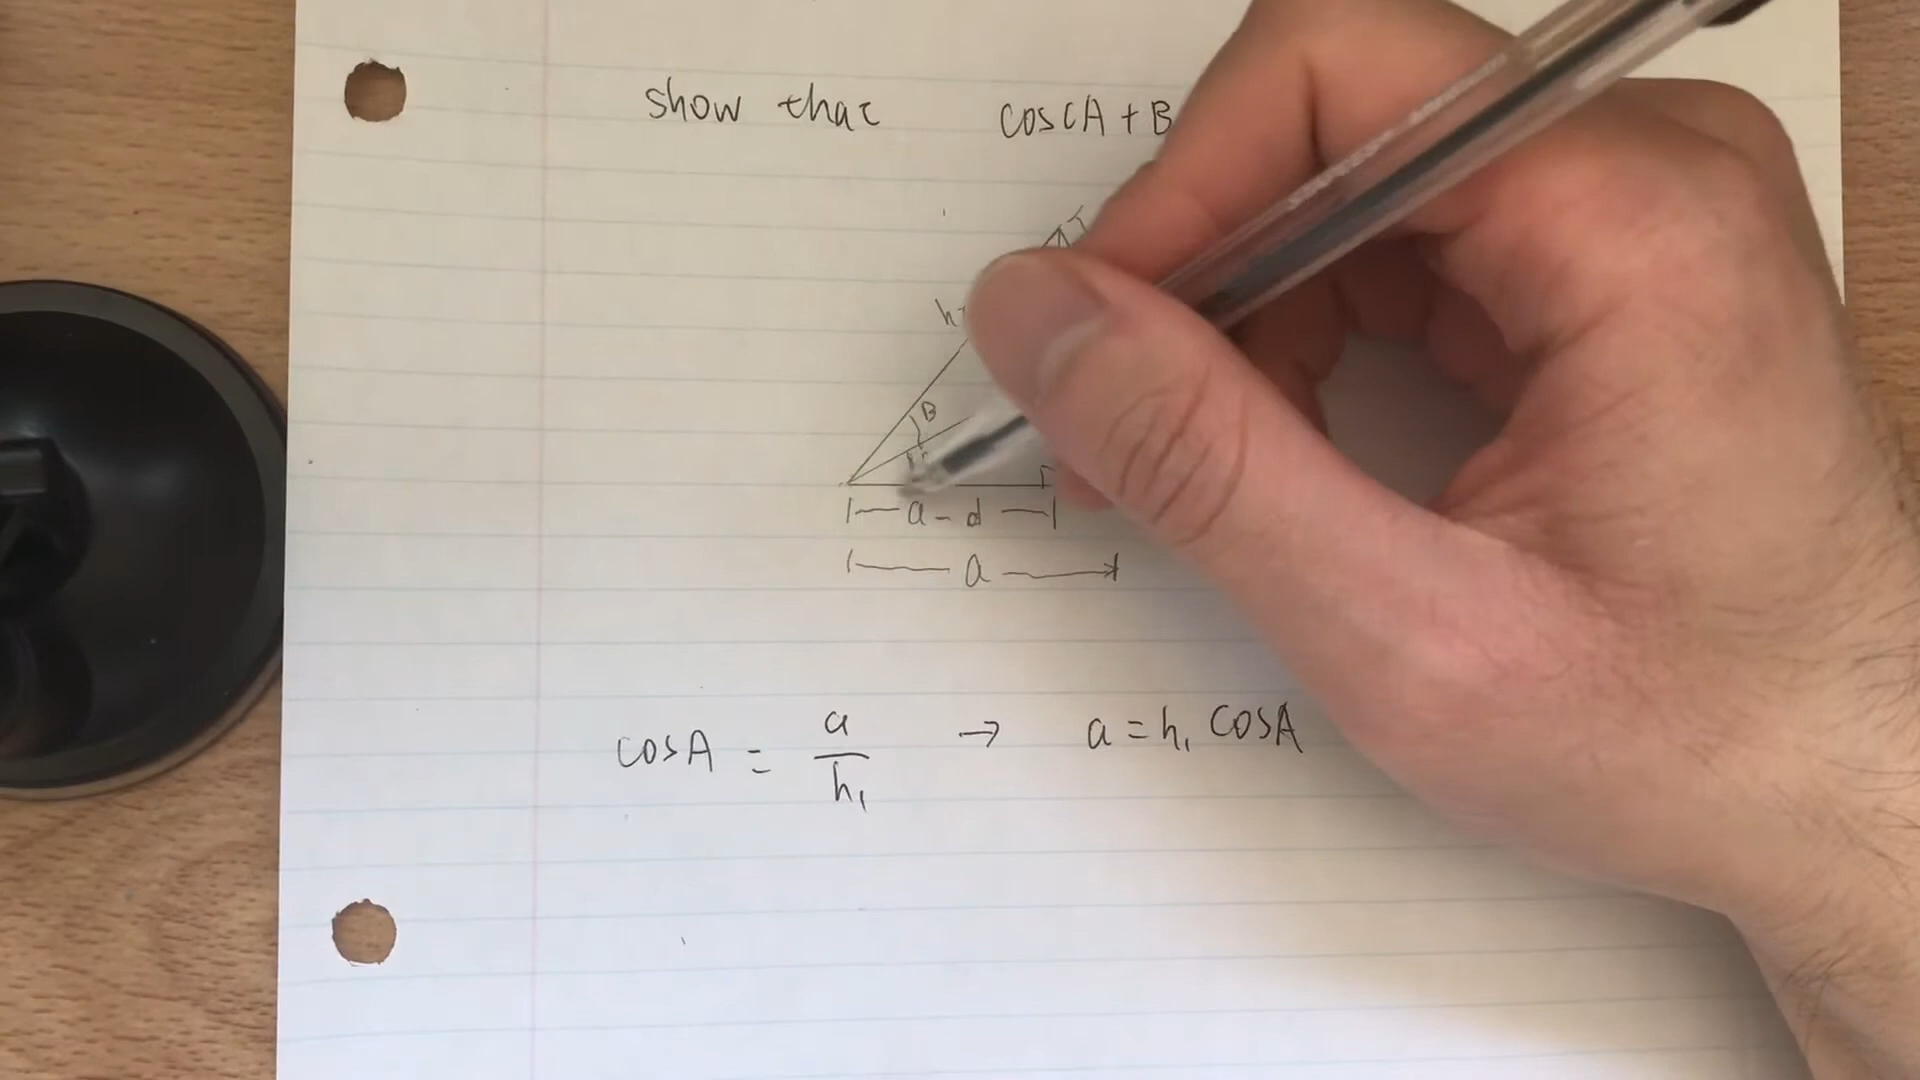 show that cos(A + B
h
B
a - d
a
cosA = a / h₁ → a = h₁ cosA